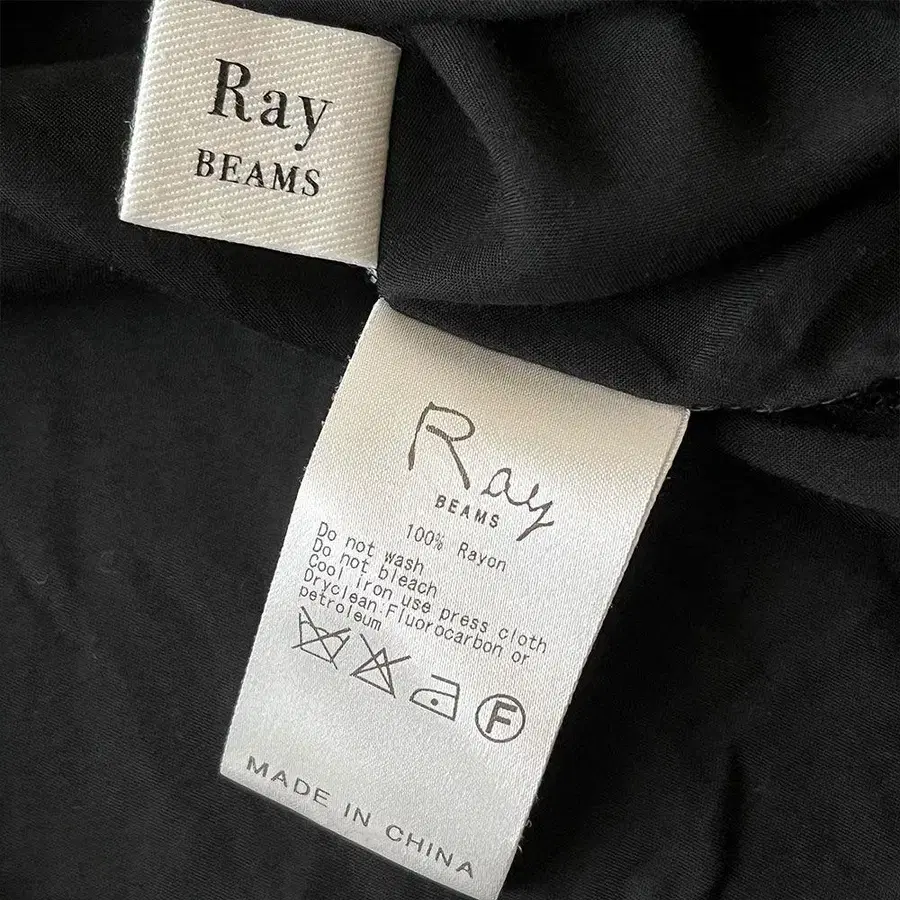 Ray
BEAMS
Ray
BEAMS
100% Rayon
Do not wash
Do not bleach
Cool iron use press cloth
Dryclean:Fluorocarbon or
petroleum
F
MADE IN CHINA